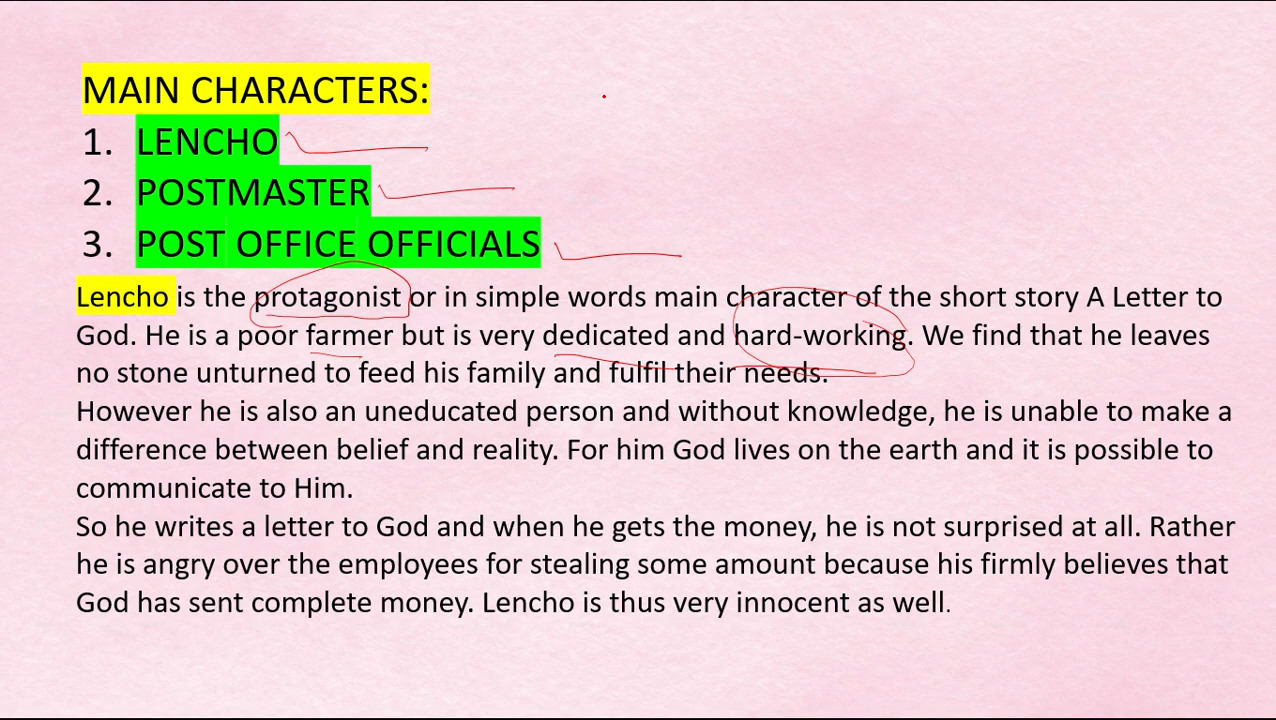 MAIN CHARACTERS:
1. LENCHO
2. POSTMASTER
3. POST OFFICE OFFICIALS
Lencho is the protagonist or in simple words main character of the short story A Letter to
God. He is a poor farmer but is very dedicated and hard-working. We find that he leaves
no stone unturned to feed his family and fulfil their needs.
However he is also an uneducated person and without knowledge, he is unable to make a
difference between belief and reality. For him God lives on the earth and it is possible to
communicate to Him.
So he writes a letter to God and when he gets the money, he is not surprised at all. Rather
he is angry over the employees for stealing some amount because his firmly believes that
God has sent complete money. Lencho is thus very innocent as well.